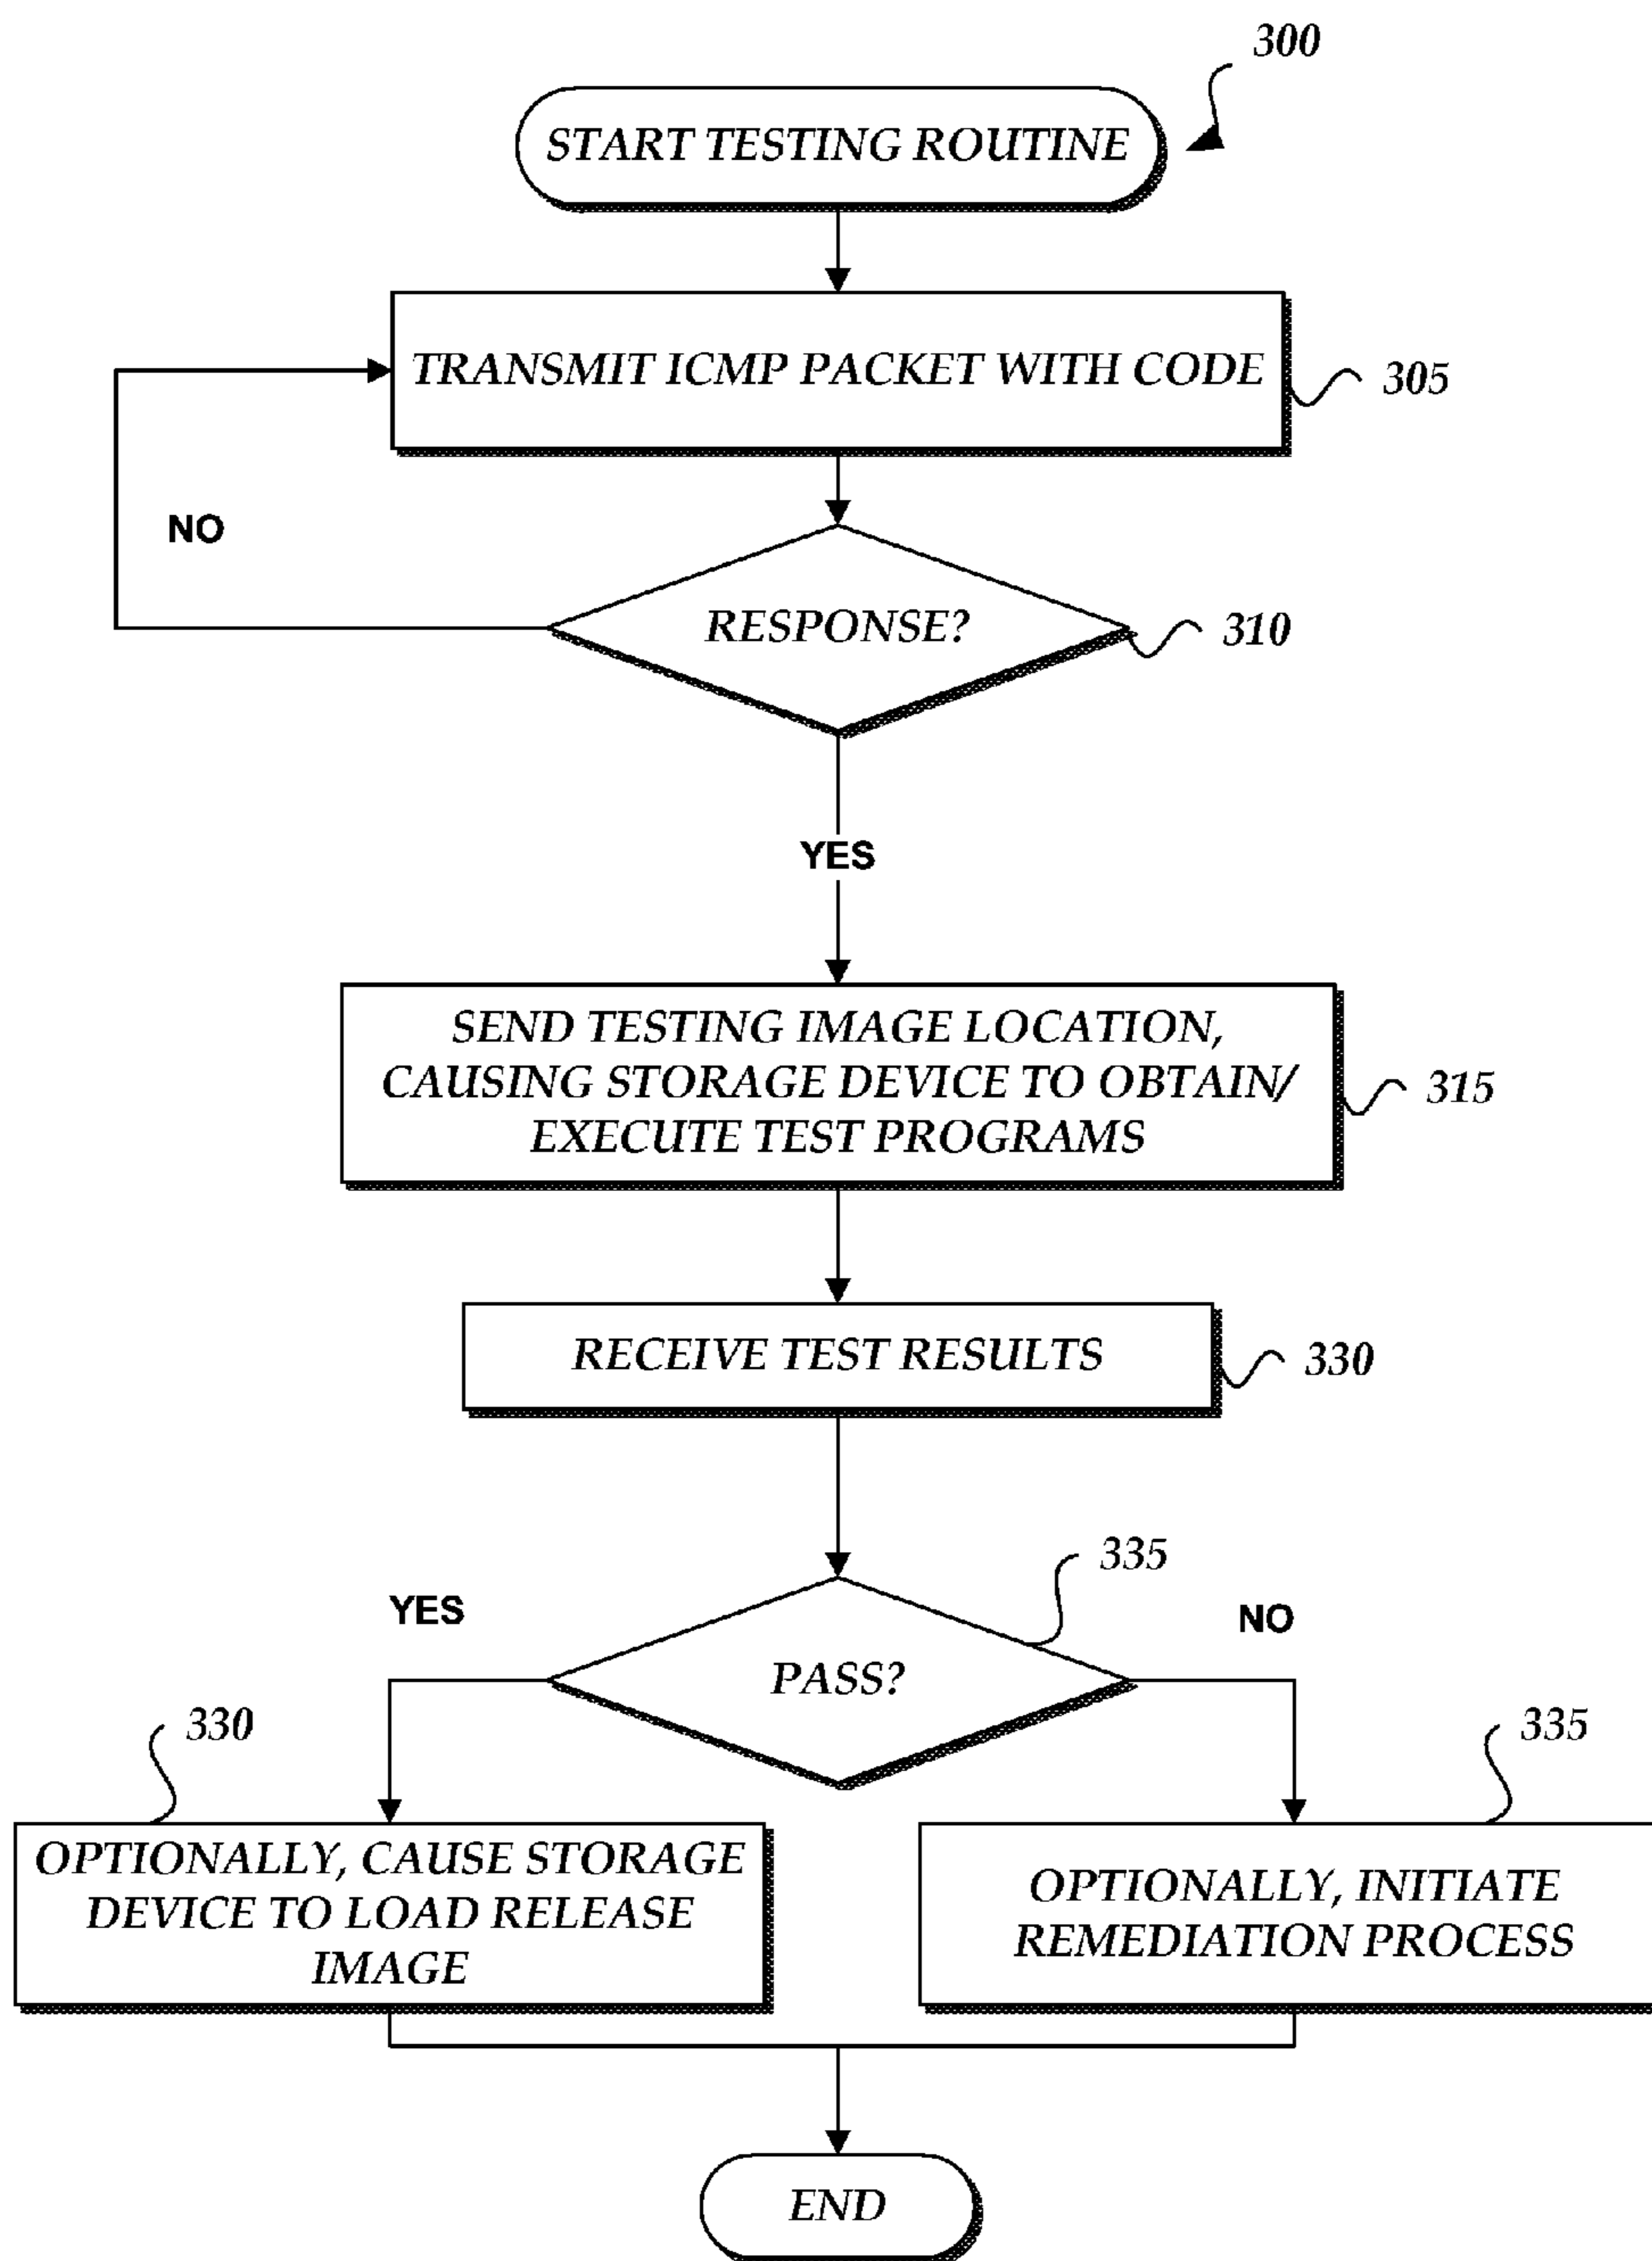 300
START TESTING ROUTINE
TRANSMIT ICMP PACKET WITH CODE
305
NO
RESPONSE?
310
YES
SEND TESTING IMAGE LOCATION,
CAUSING STORAGE DEVICE TO OBTAIN/
EXECUTE TEST PROGRAMS
315
RECEIVE TEST RESULTS
330
335
YES
NO
PASS?
330
335
OPTIONALLY, CAUSE STORAGE
DEVICE TO LOAD RELEASE
IMAGE
OPTIONALLY, INITIATE
REMEDIATION PROCESS
END